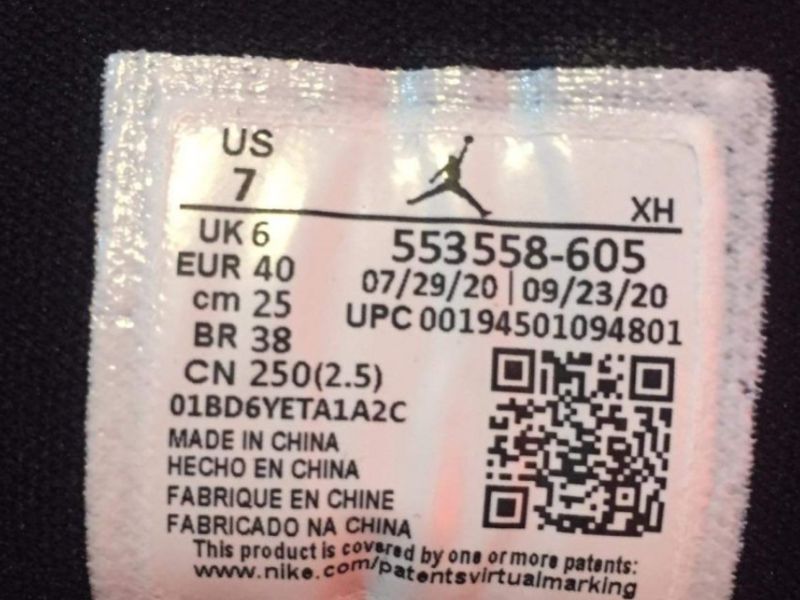 US
7
XH
UK 6
553558-605
EUR 40
07/29/20 | 09/23/20
cm 25
UPC 00194501094801
BR 38
CN 250(2.5)
01BD6YETA1A2C
MADE IN CHINA
HECHO EN CHINA
FABRIQUE EN CHINE
FABRICADO NA CHINA
This product is covered by one or more patents:
www.nike.com/patentsvirtualmarking